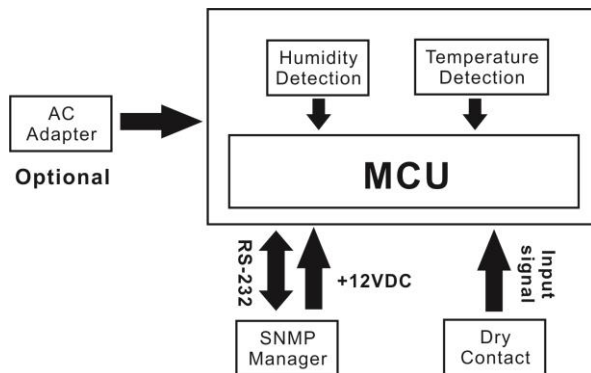 Humidity
Detection
Temperature
Detection
AC
Adapter
Optional
MCU
RS-232
+12VDC
Input
signal
SNMP
Manager
Dry
Contact